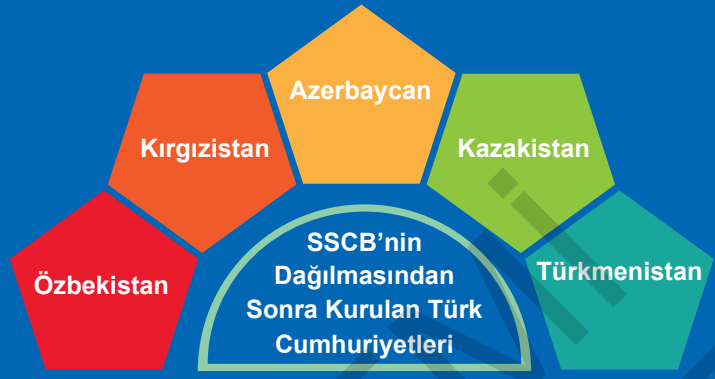 Azerbaycan
Kırgızistan
Kazakistan
Özbekistan
Türkmenistan
SSCB’nin
Dağılmasından
Sonra Kurulan Türk
Cumhuriyetleri